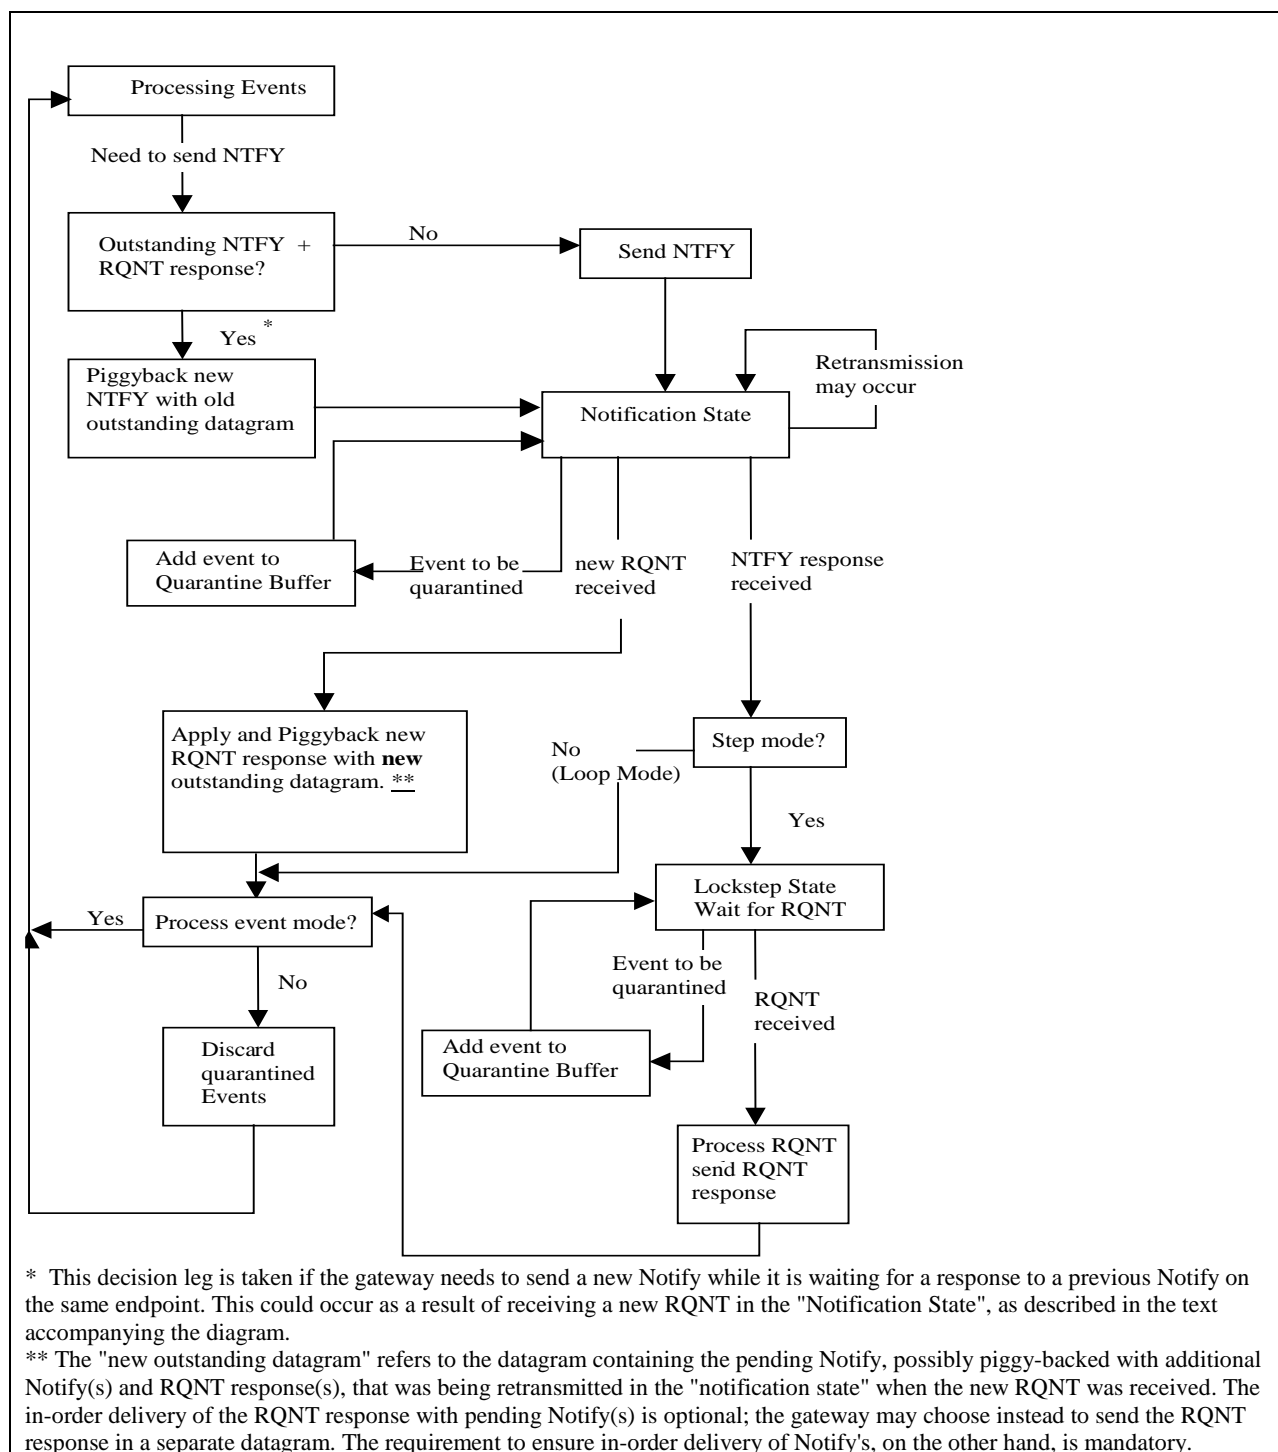 Processing Events
Need to send NTFY
Outstanding NTFY +
RQNT response?
No
Send NTFY
Yes *
Piggyback new
NTFY with old
outstanding datagram
Retransmission
may occur
Notification State
Add event to
Quarantine Buffer
Event to be
quarantined
new RQNT
received
NTFY response
received
Apply and Piggyback new
RQNT response with new
outstanding datagram. **
No
(Loop Mode)
Step mode?
Yes
Lockstep State
Wait for RQNT
Yes
Process event mode?
No
Event to be
quarantined
RQNT
received
Discard
quarantined
Events
Add event to
Quarantine Buffer
Process RQNT
send RQNT
response
* This decision leg is taken if the gateway needs to send a new Notify while it is waiting for a response to a previous Notify on
the same endpoint. This could occur as a result of receiving a new RQNT in the "Notification State", as described in the text
accompanying the diagram.
** The "new outstanding datagram" refers to the datagram containing the pending Notify, possibly piggy-backed with additional
Notify(s) and RQNT response(s), that was being retransmitted in the "notification state" when the new RQNT was received. The
in-order delivery of the RQNT response with pending Notify(s) is optional; the gateway may choose instead to send the RQNT
response in a separate datagram. The requirement to ensure in-order delivery of Notify's, on the other hand, is mandatory.